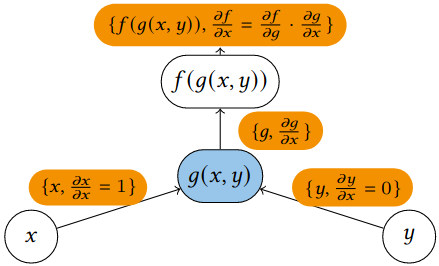 {f(g(x, y)), ∂f/∂x = ∂f/∂g · ∂g/∂x}
f(g(x, y))
{g, ∂g/∂x}
g(x, y)
{x, ∂x/∂x = 1}
{y, ∂y/∂x = 0}
x
y